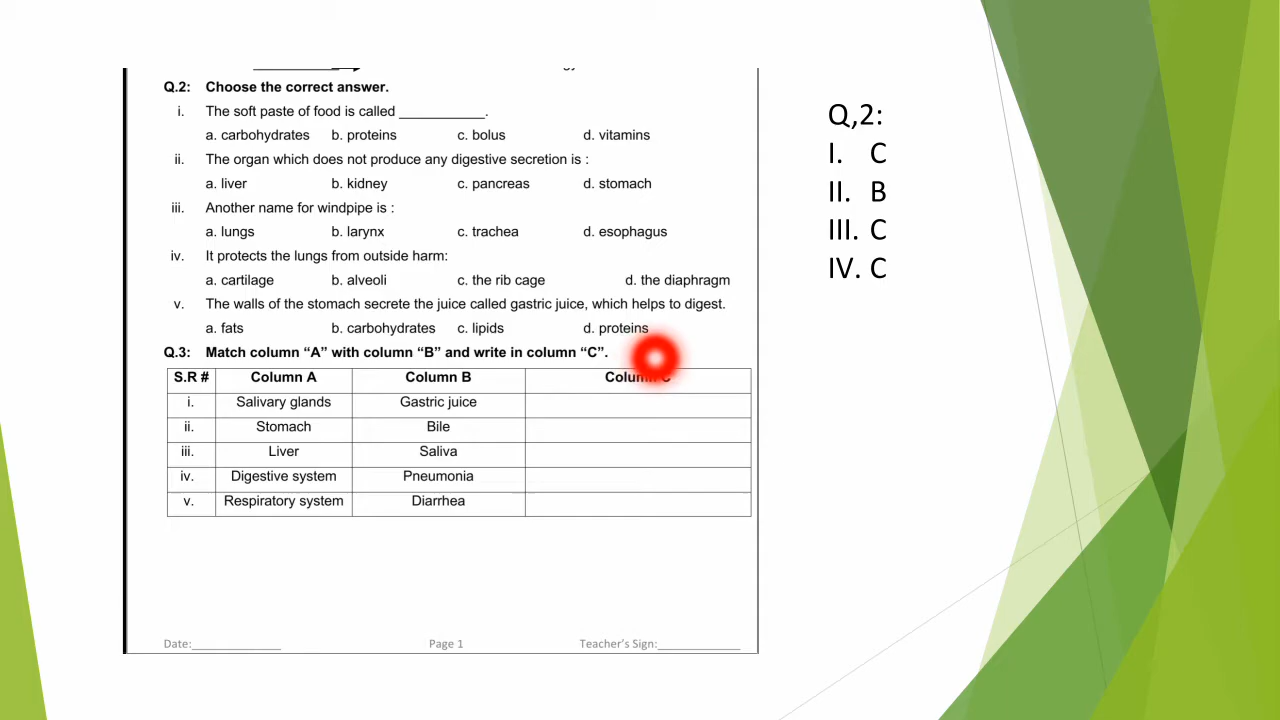 Q.2: Choose the correct answer.
i. The soft paste of food is called ___________.
a. carbohydrates b. proteins c. bolus d. vitamins
ii. The organ which does not produce any digestive secretion is :
a. liver b. kidney c. pancreas d. stomach
iii. Another name for windpipe is :
a. lungs b. larynx c. trachea d. esophagus
iv. It protects the lungs from outside harm:
a. cartilage b. alveoli c. the rib cage d. the diaphragm
v. The walls of the stomach secrete the juice called gastric juice, which helps to digest.
a. fats b. carbohydrates c. lipids d. proteins
Q.3: Match column “A” with column “B” and write in column “C”.
S.R # Column A Column B Column C
i. Salivary glands Gastric juice
ii. Stomach Bile
iii. Liver Saliva
iv. Digestive system Pneumonia
v. Respiratory system Diarrhea
Date:_______________ Page 1 Teacher’s Sign:______________
Q,2:
I. C
II. B
III. C
IV. C